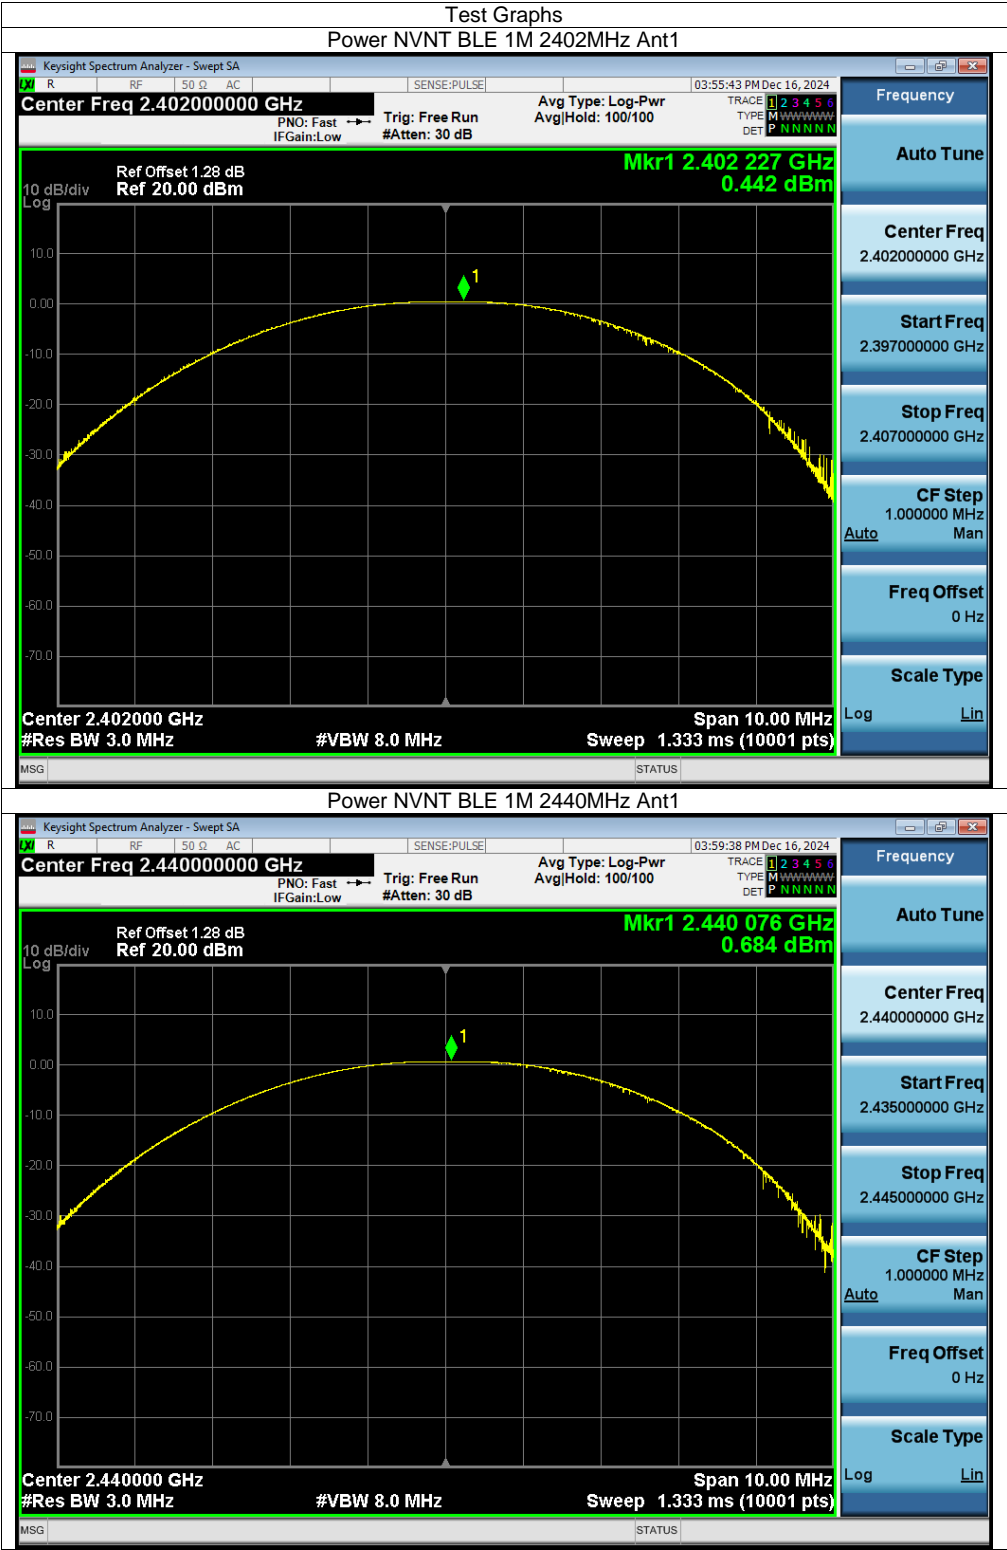 Test Graphs
Power NVNT BLE 1M 2402MHz Ant1
Keysight Spectrum Analyzer - Swept SA
LXI R RF 50 Ω AC SENSE:PULSE 03:55:43 PM Dec 16, 2024
Center Freq 2.402000000 GHz Avg Type: Log-Pwr TRACE 1 2 3 4 5 6
PNO: Fast Trig: Free Run Avg|Hold: 100/100 TYPE M WWWWW
IFGain:Low #Atten: 30 dB DET P N N N N N
Frequency
Auto Tune
Mkr1 2.402 227 GHz
0.442 dBm
Ref Offset 1.28 dB
10 dB/div Ref 20.00 dBm
Log
10.0
0.00
-10.0
-20.0
-30.0
-40.0
-50.0
-60.0
-70.0
1
Center Freq
2.402000000 GHz
Start Freq
2.397000000 GHz
Stop Freq
2.407000000 GHz
CF Step
1.000000 MHz
Auto Man
Freq Offset
0 Hz
Scale Type
Log Lin
Center 2.402000 GHz Span 10.00 MHz
#Res BW 3.0 MHz #VBW 8.0 MHz Sweep 1.333 ms (10001 pts)
MSG STATUS
Power NVNT BLE 1M 2440MHz Ant1
Keysight Spectrum Analyzer - Swept SA
LXI R RF 50 Ω AC SENSE:PULSE 03:59:38 PM Dec 16, 2024
Center Freq 2.440000000 GHz Avg Type: Log-Pwr TRACE 1 2 3 4 5 6
PNO: Fast Trig: Free Run Avg|Hold: 100/100 TYPE M WWWWW
IFGain:Low #Atten: 30 dB DET P N N N N N
Frequency
Auto Tune
Mkr1 2.440 076 GHz
0.684 dBm
Ref Offset 1.28 dB
10 dB/div Ref 20.00 dBm
Log
10.0
0.00
-10.0
-20.0
-30.0
-40.0
-50.0
-60.0
-70.0
1
Center Freq
2.440000000 GHz
Start Freq
2.435000000 GHz
Stop Freq
2.445000000 GHz
CF Step
1.000000 MHz
Auto Man
Freq Offset
0 Hz
Scale Type
Log Lin
Center 2.440000 GHz Span 10.00 MHz
#Res BW 3.0 MHz #VBW 8.0 MHz Sweep 1.333 ms (10001 pts)
MSG STATUS